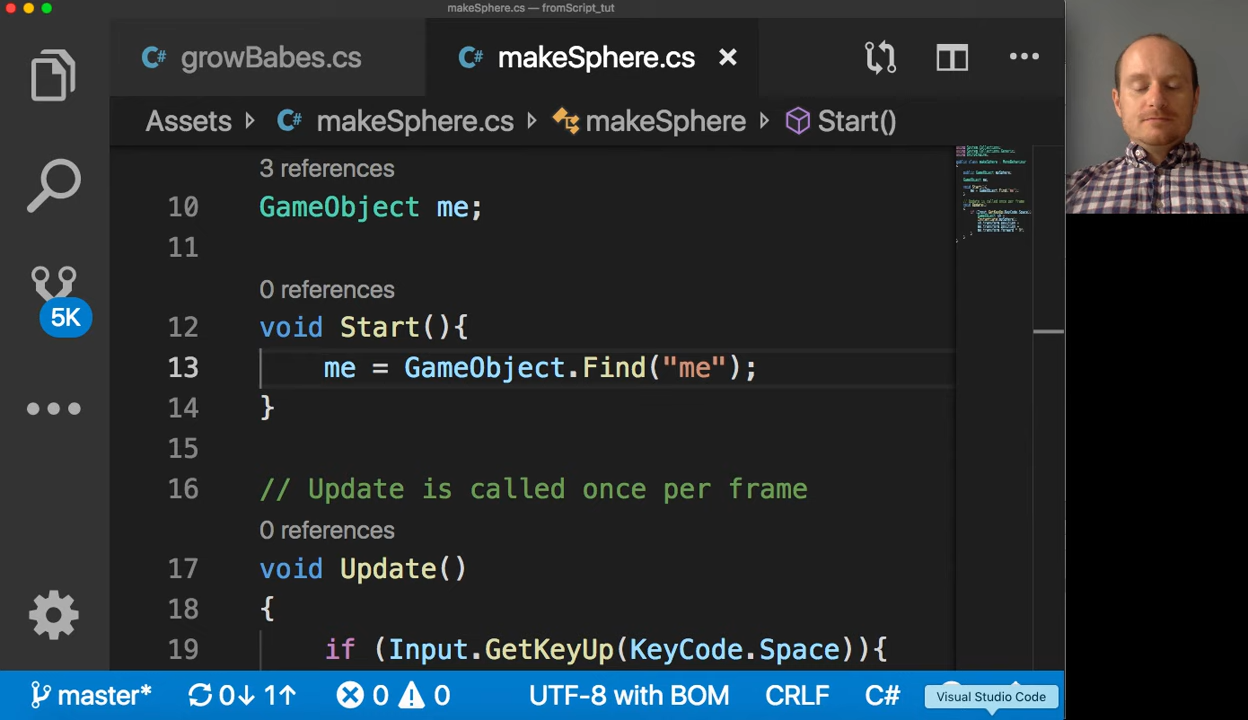 makeSphere.cs — fromScript_tut
growBabes.cs
makeSphere.cs
Assets
makeSphere.cs
makeSphere
Start()
3 references
10 GameObject me;
11
0 references
12 void Start(){
13 me = GameObject.Find("me");
14 }
15
16 // Update is called once per frame
0 references
17 void Update()
18 {
19 if (Input.GetKeyUp(KeyCode.Space)){
5K
master* 0↓ 1↑ 0 0 UTF-8 with BOM CRLF C# Visual Studio Code